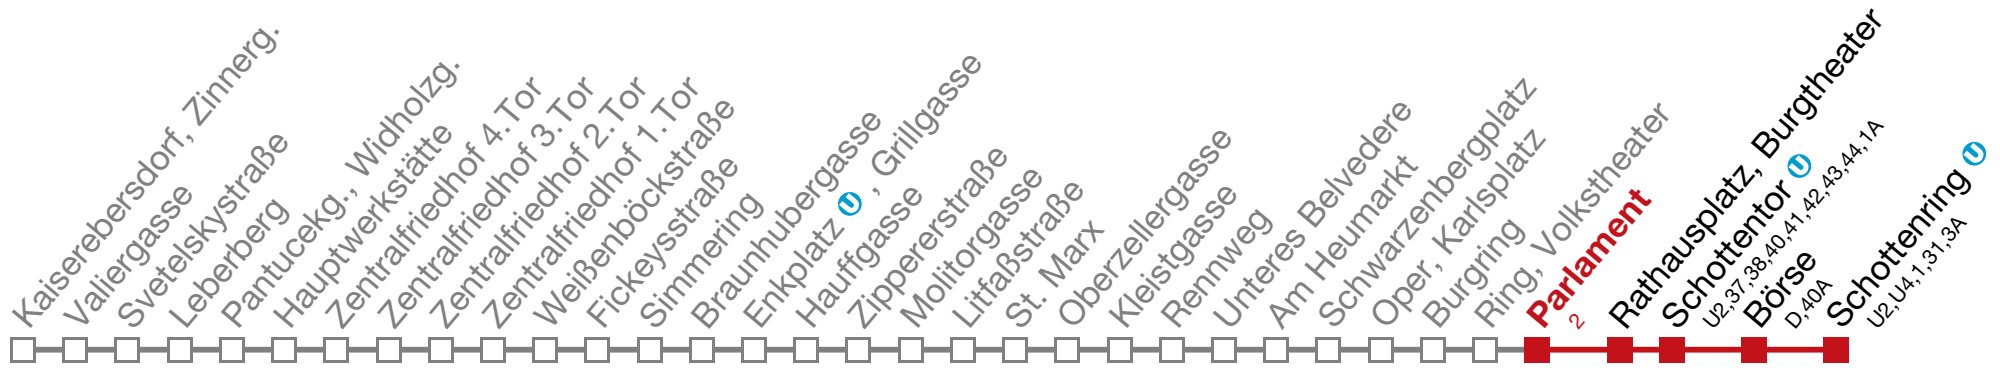 Kaiserebersdorf, Zinnerg.
Valiergasse
Svetelskystraße
Leberberg
Pantucekg., Widholzg.
Hauptwerkstätte
Zentralfriedhof 4.Tor
Zentralfriedhof 3.Tor
Zentralfriedhof 2.Tor
Zentralfriedhof 1.Tor
Weißenböckstraße
Fickeysstraße
Simmering
Braunhubergasse
Enkplatz U, Grillgasse
Hauffgasse
Zippererstraße
Molitorgasse
Litfaßstraße
St. Marx
Oberzellergasse
Kleistgasse
Rennweg
Unteres Belvedere
Am Heumarkt
Schwarzenbergplatz
Oper, Karlsplatz
Burgring
Ring, Volkstheater
Parlament
2
Rathausplatz, Burgtheater
Schottentor U
U2,37,38,40,41,42,43,44,1A
Börse
D,40A
Schottenring U
U2,U4,1,31,3A